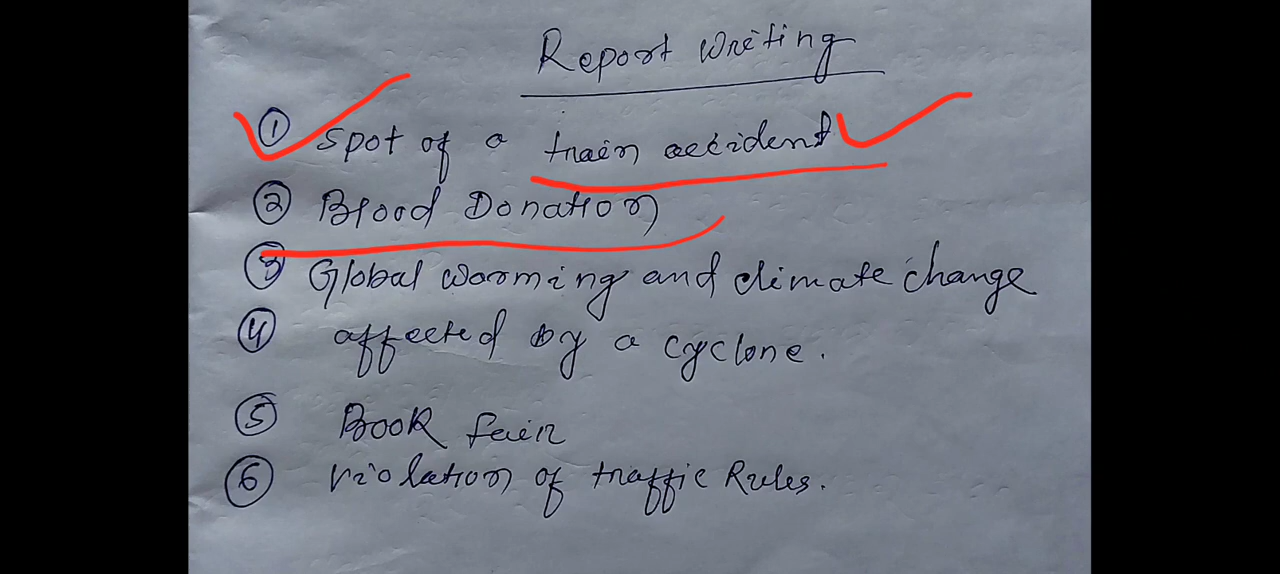 Report Writing
① Spot of a train accident
② Blood Donation
③ Global warming and climate change
④ affected by a cyclone.
⑤ Book fair
⑥ violation of traffic Rules.